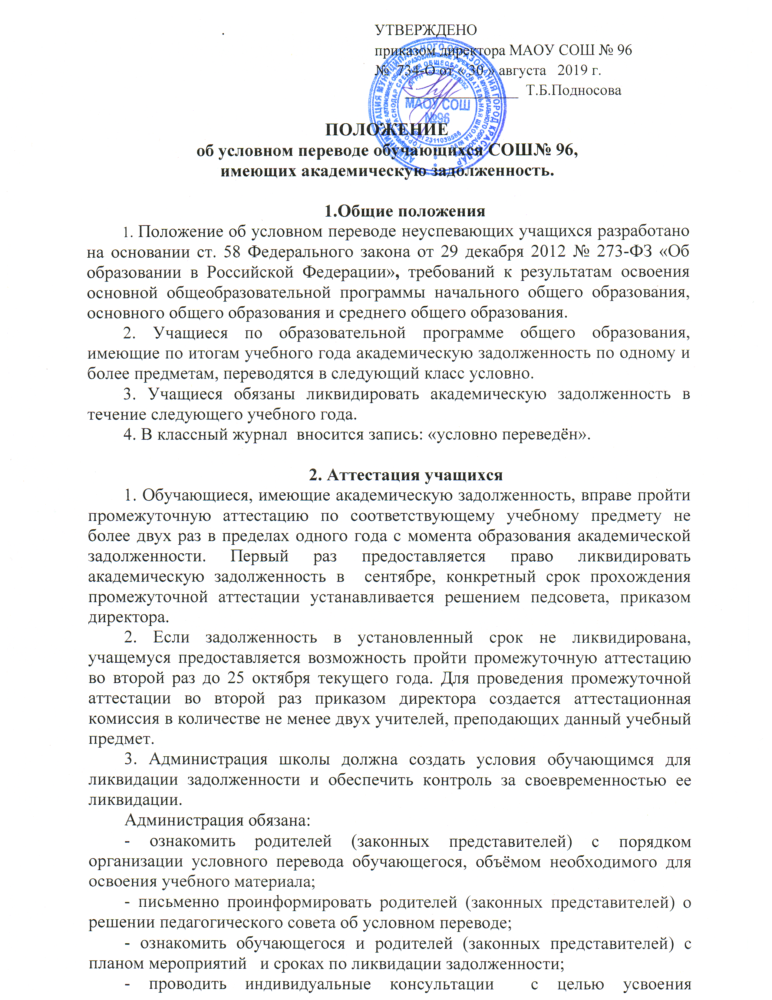 УТВЕРЖДЕНО
приказом директора МАОУ СОШ № 96
№ 734-О от « 30 » августа 2019 г.
Т.Б.Подносова
МАОУ СОШ
№96
ПОЛОЖЕНИЕ
об условном переводе обучающихся СОШ№ 96,
имеющих академическую задолженность.
1.Общие положения
1. Положение об условном переводе неуспевающих учащихся разработано
на основании ст. 58 Федерального закона от 29 декабря 2012 № 273-ФЗ «Об
образовании в Российской Федерации», требований к результатам освоения
основной общеобразовательной программы начального общего образования,
основного общего образования и среднего общего образования.
2. Учащиеся по образовательной программе общего образования,
имеющие по итогам учебного года академическую задолженность по одному и
более предметам, переводятся в следующий класс условно.
3. Учащиеся обязаны ликвидировать академическую задолженность в
течение следующего учебного года.
4. В классный журнал вносится запись: «условно переведён».
2. Аттестация учащихся
1. Обучающиеся, имеющие академическую задолженность, вправе пройти
промежуточную аттестацию по соответствующему учебному предмету не
более двух раз в пределах одного года с момента образования академической
задолженности. Первый раз предоставляется право ликвидировать
академическую задолженность в сентябре, конкретный срок прохождения
промежуточной аттестации устанавливается решением педсовета, приказом
директора.
2. Если задолженность в установленный срок не ликвидирована,
учащемуся предоставляется возможность пройти промежуточную аттестацию
во второй раз до 25 октября текущего года. Для проведения промежуточной
аттестации во второй раз приказом директора создается аттестационная
комиссия в количестве не менее двух учителей, преподающих данный учебный
предмет.
3. Администрация школы должна создать условия обучающимся для
ликвидации задолженности и обеспечить контроль за своевременностью ее
ликвидации.
Администрация обязана:
- ознакомить родителей (законных представителей) с порядком
организации условного перевода обучающегося, объёмом необходимого для
освоения учебного материала;
- письменно проинформировать родителей (законных представителей) о
решении педагогического совета об условном переводе;
- ознакомить обучающегося и родителей (законных представителей) с
планом мероприятий и сроках по ликвидации задолженности;
- проводить индивидуальные консультации с целью усвоения